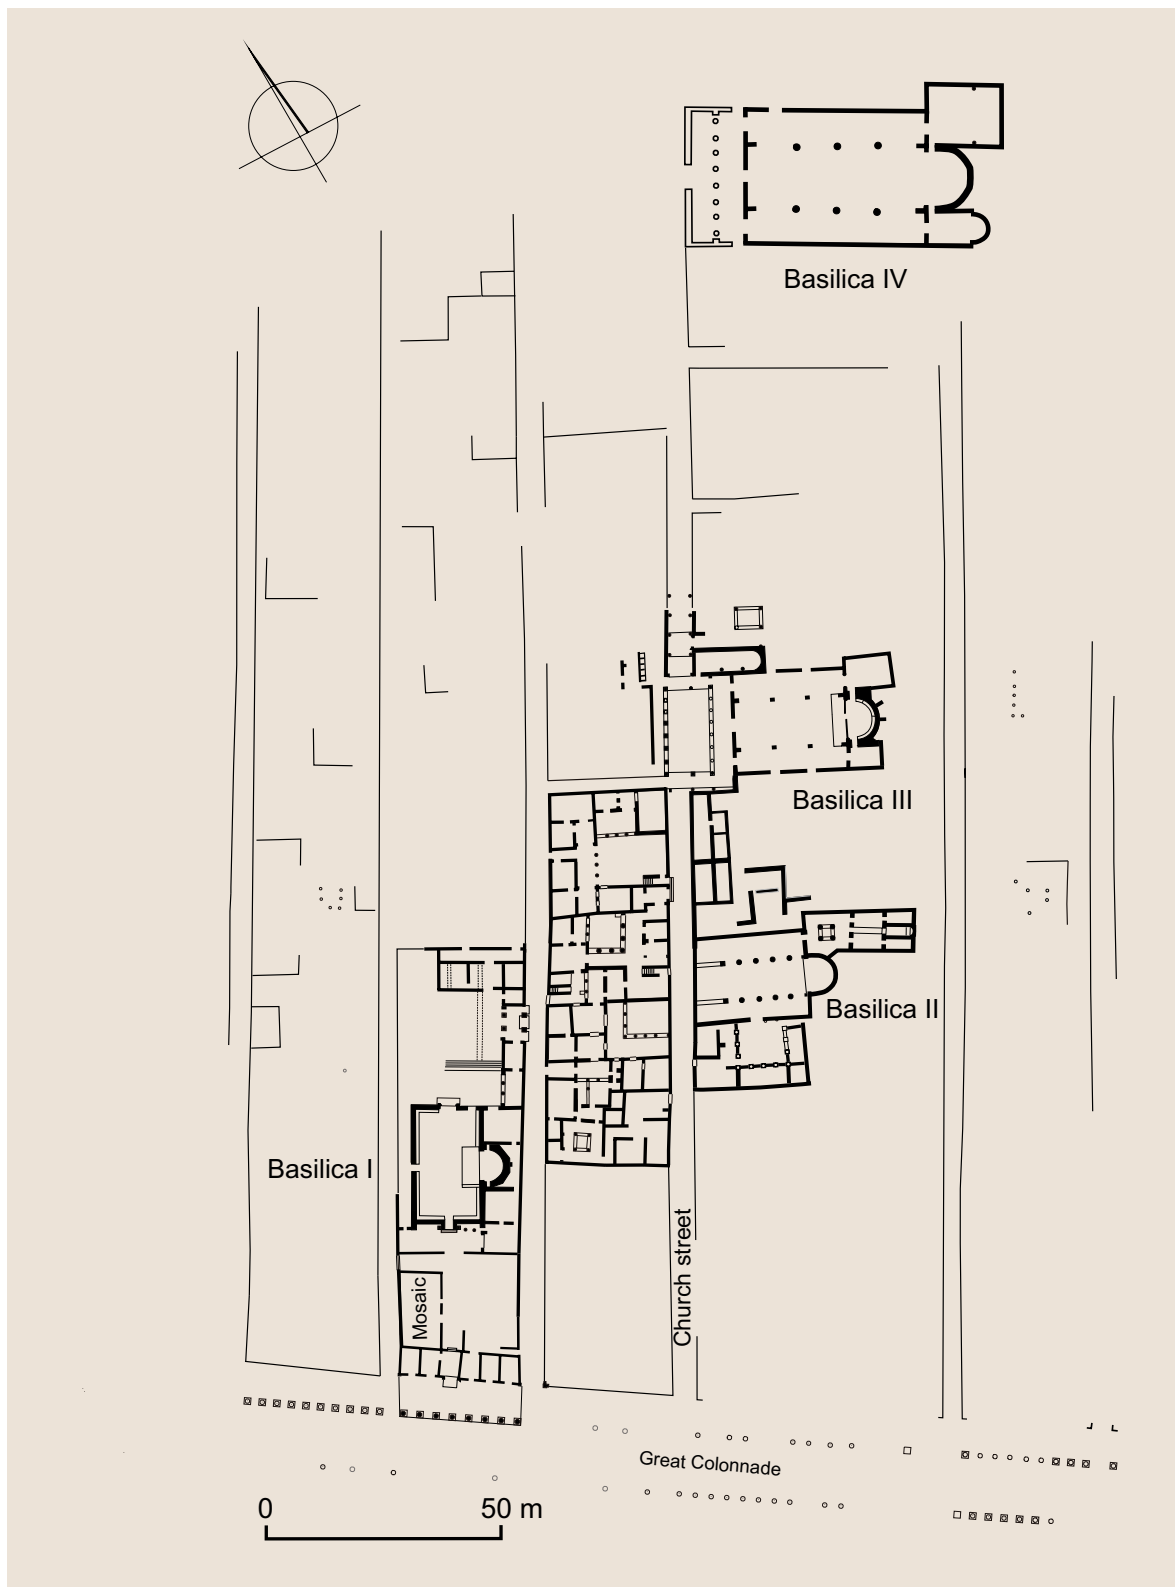 Basilica IV
Basilica III
Basilica II
Basilica I
Church street
Mosaic
Great Colonnade
0 50 m